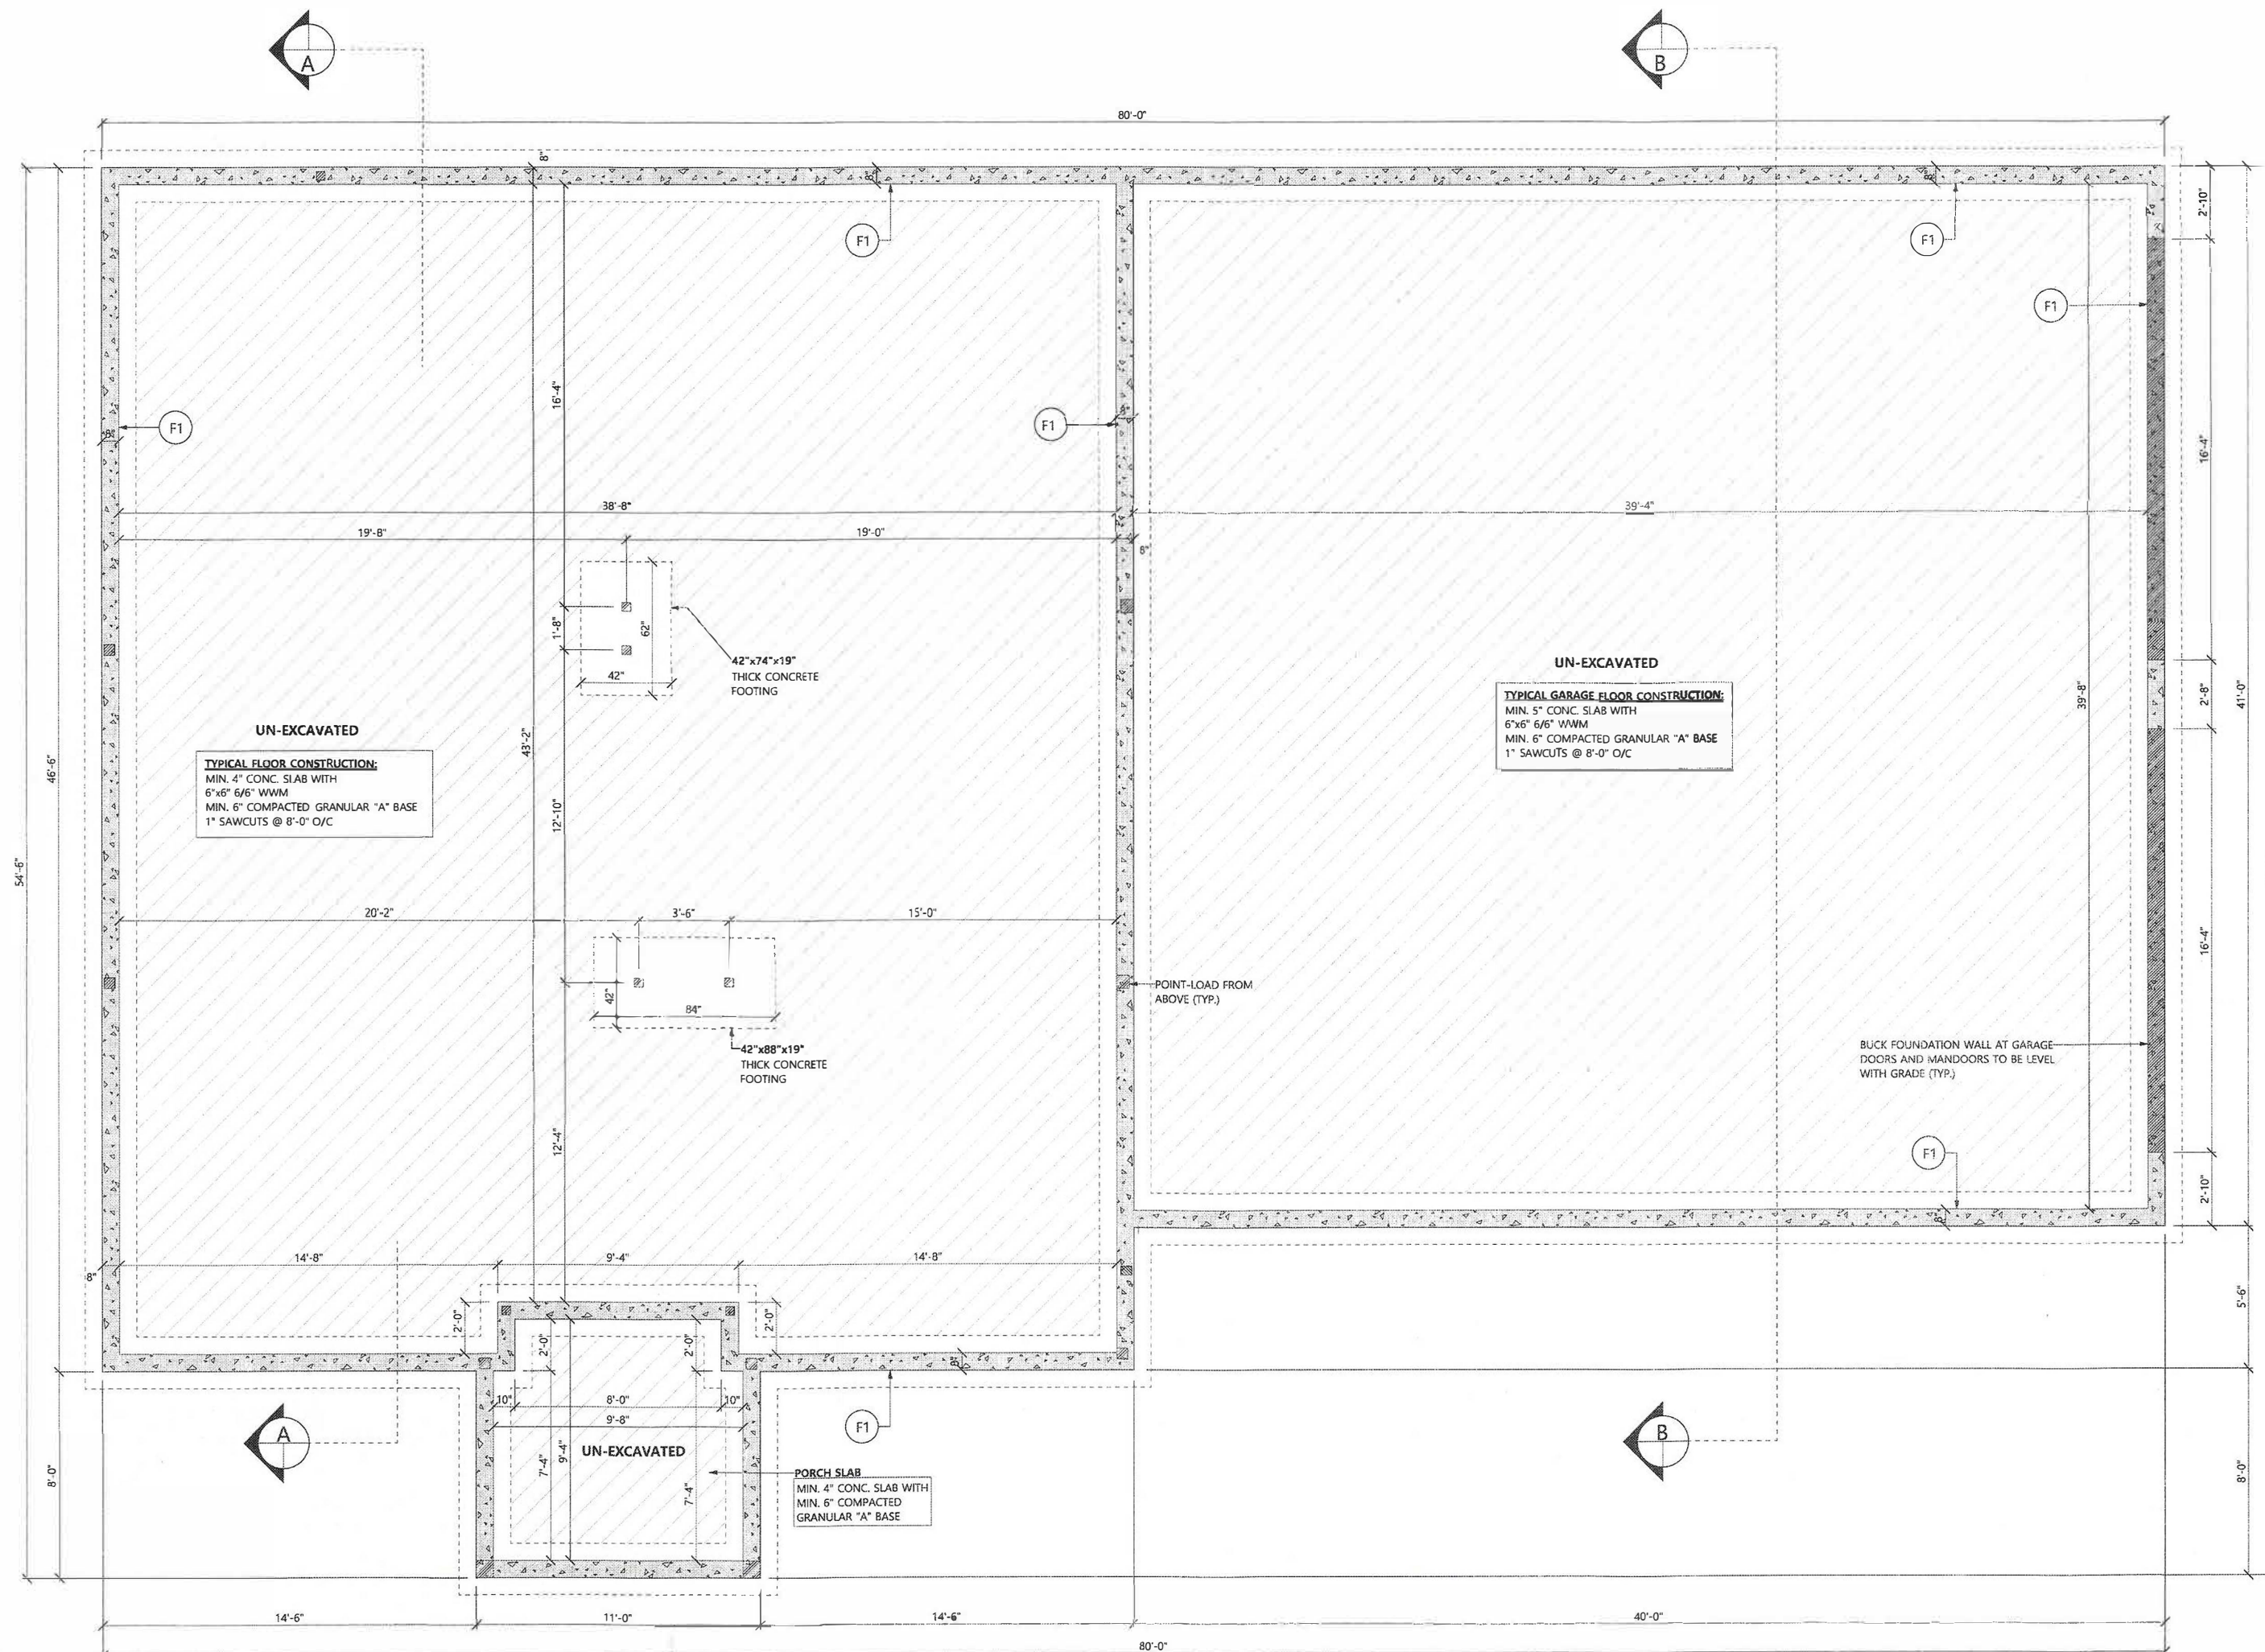 A
B
80'-0"
8"
8"
8"
2'-10"
F1
F1
F1
16'-4"
16'-4"
F1
8"
F1
8"
38'-8"
39'-4"
19'-8"
19'-0"
8"
1'-8"
62"
42"
42"x74"x19"
THICK CONCRETE
FOOTING
UN-EXCAVATED
TYPICAL GARAGE FLOOR CONSTRUCTION:
MIN. 5" CONC. SLAB WITH
6"x6" 6/6" WWM
MIN. 6" COMPACTED GRANULAR "A" BASE
1" SAWCUTS @ 8'-0" O/C
39'-8"
2'-8"
41'-0"
UN-EXCAVATED
TYPICAL FLOOR CONSTRUCTION:
MIN. 4" CONC. SLAB WITH
6"x6" 6/6" WWM
MIN. 6" COMPACTED GRANULAR "A" BASE
1" SAWCUTS @ 8'-0" O/C
43'-2"
46'-6"
54'-6"
12'-10"
20'-2"
3'-6"
15'-0"
16'-4"
42"
84"
POINT-LOAD FROM
ABOVE (TYP.)
42"x88"x19"
THICK CONCRETE
FOOTING
BUCK FOUNDATION WALL AT GARAGE
DOORS AND MANDOORS TO BE LEVEL
WITH GRADE (TYP.)
12'-4"
F1
2'-10"
8"
14'-8"
9'-4"
14'-8"
8"
5'-6"
2'-0"
2'-0"
2'-0"
2'-0"
8"
10"
8'-0"
10"
9'-8"
F1
A
B
UN-EXCAVATED
7'-4"
9'-4"
7'-4"
PORCH SLAB
MIN. 4" CONC. SLAB WITH
MIN. 6" COMPACTED
GRANULAR "A" BASE
8'-0"
8'-0"
14'-6"
11'-0"
14'-6"
40'-0"
80'-0"